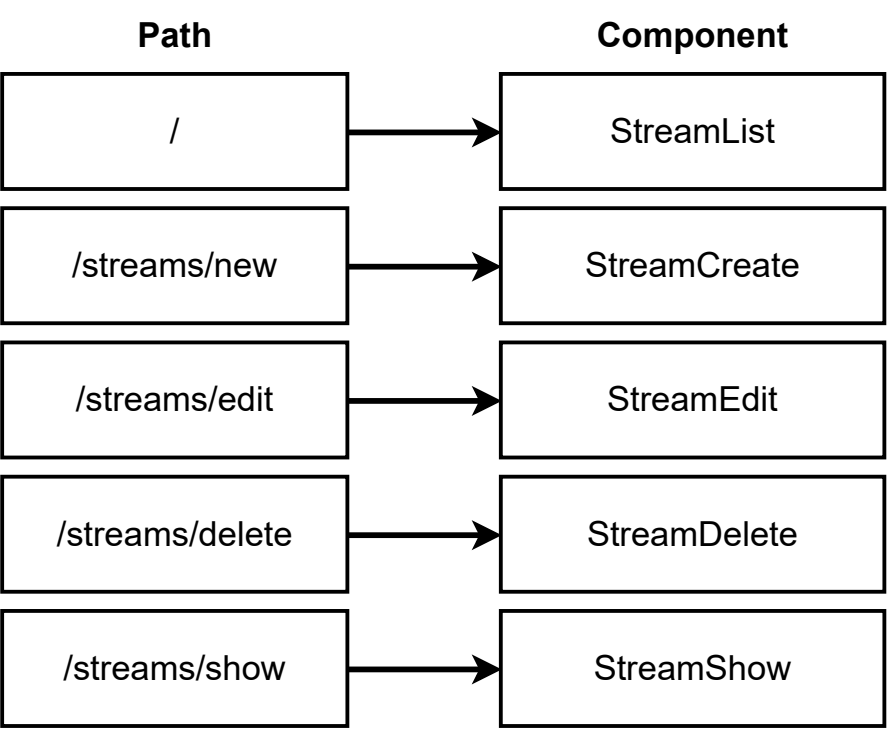 Path Component
/ StreamList
/streams/new StreamCreate
/streams/edit StreamEdit
/streams/delete StreamDelete
/streams/show StreamShow